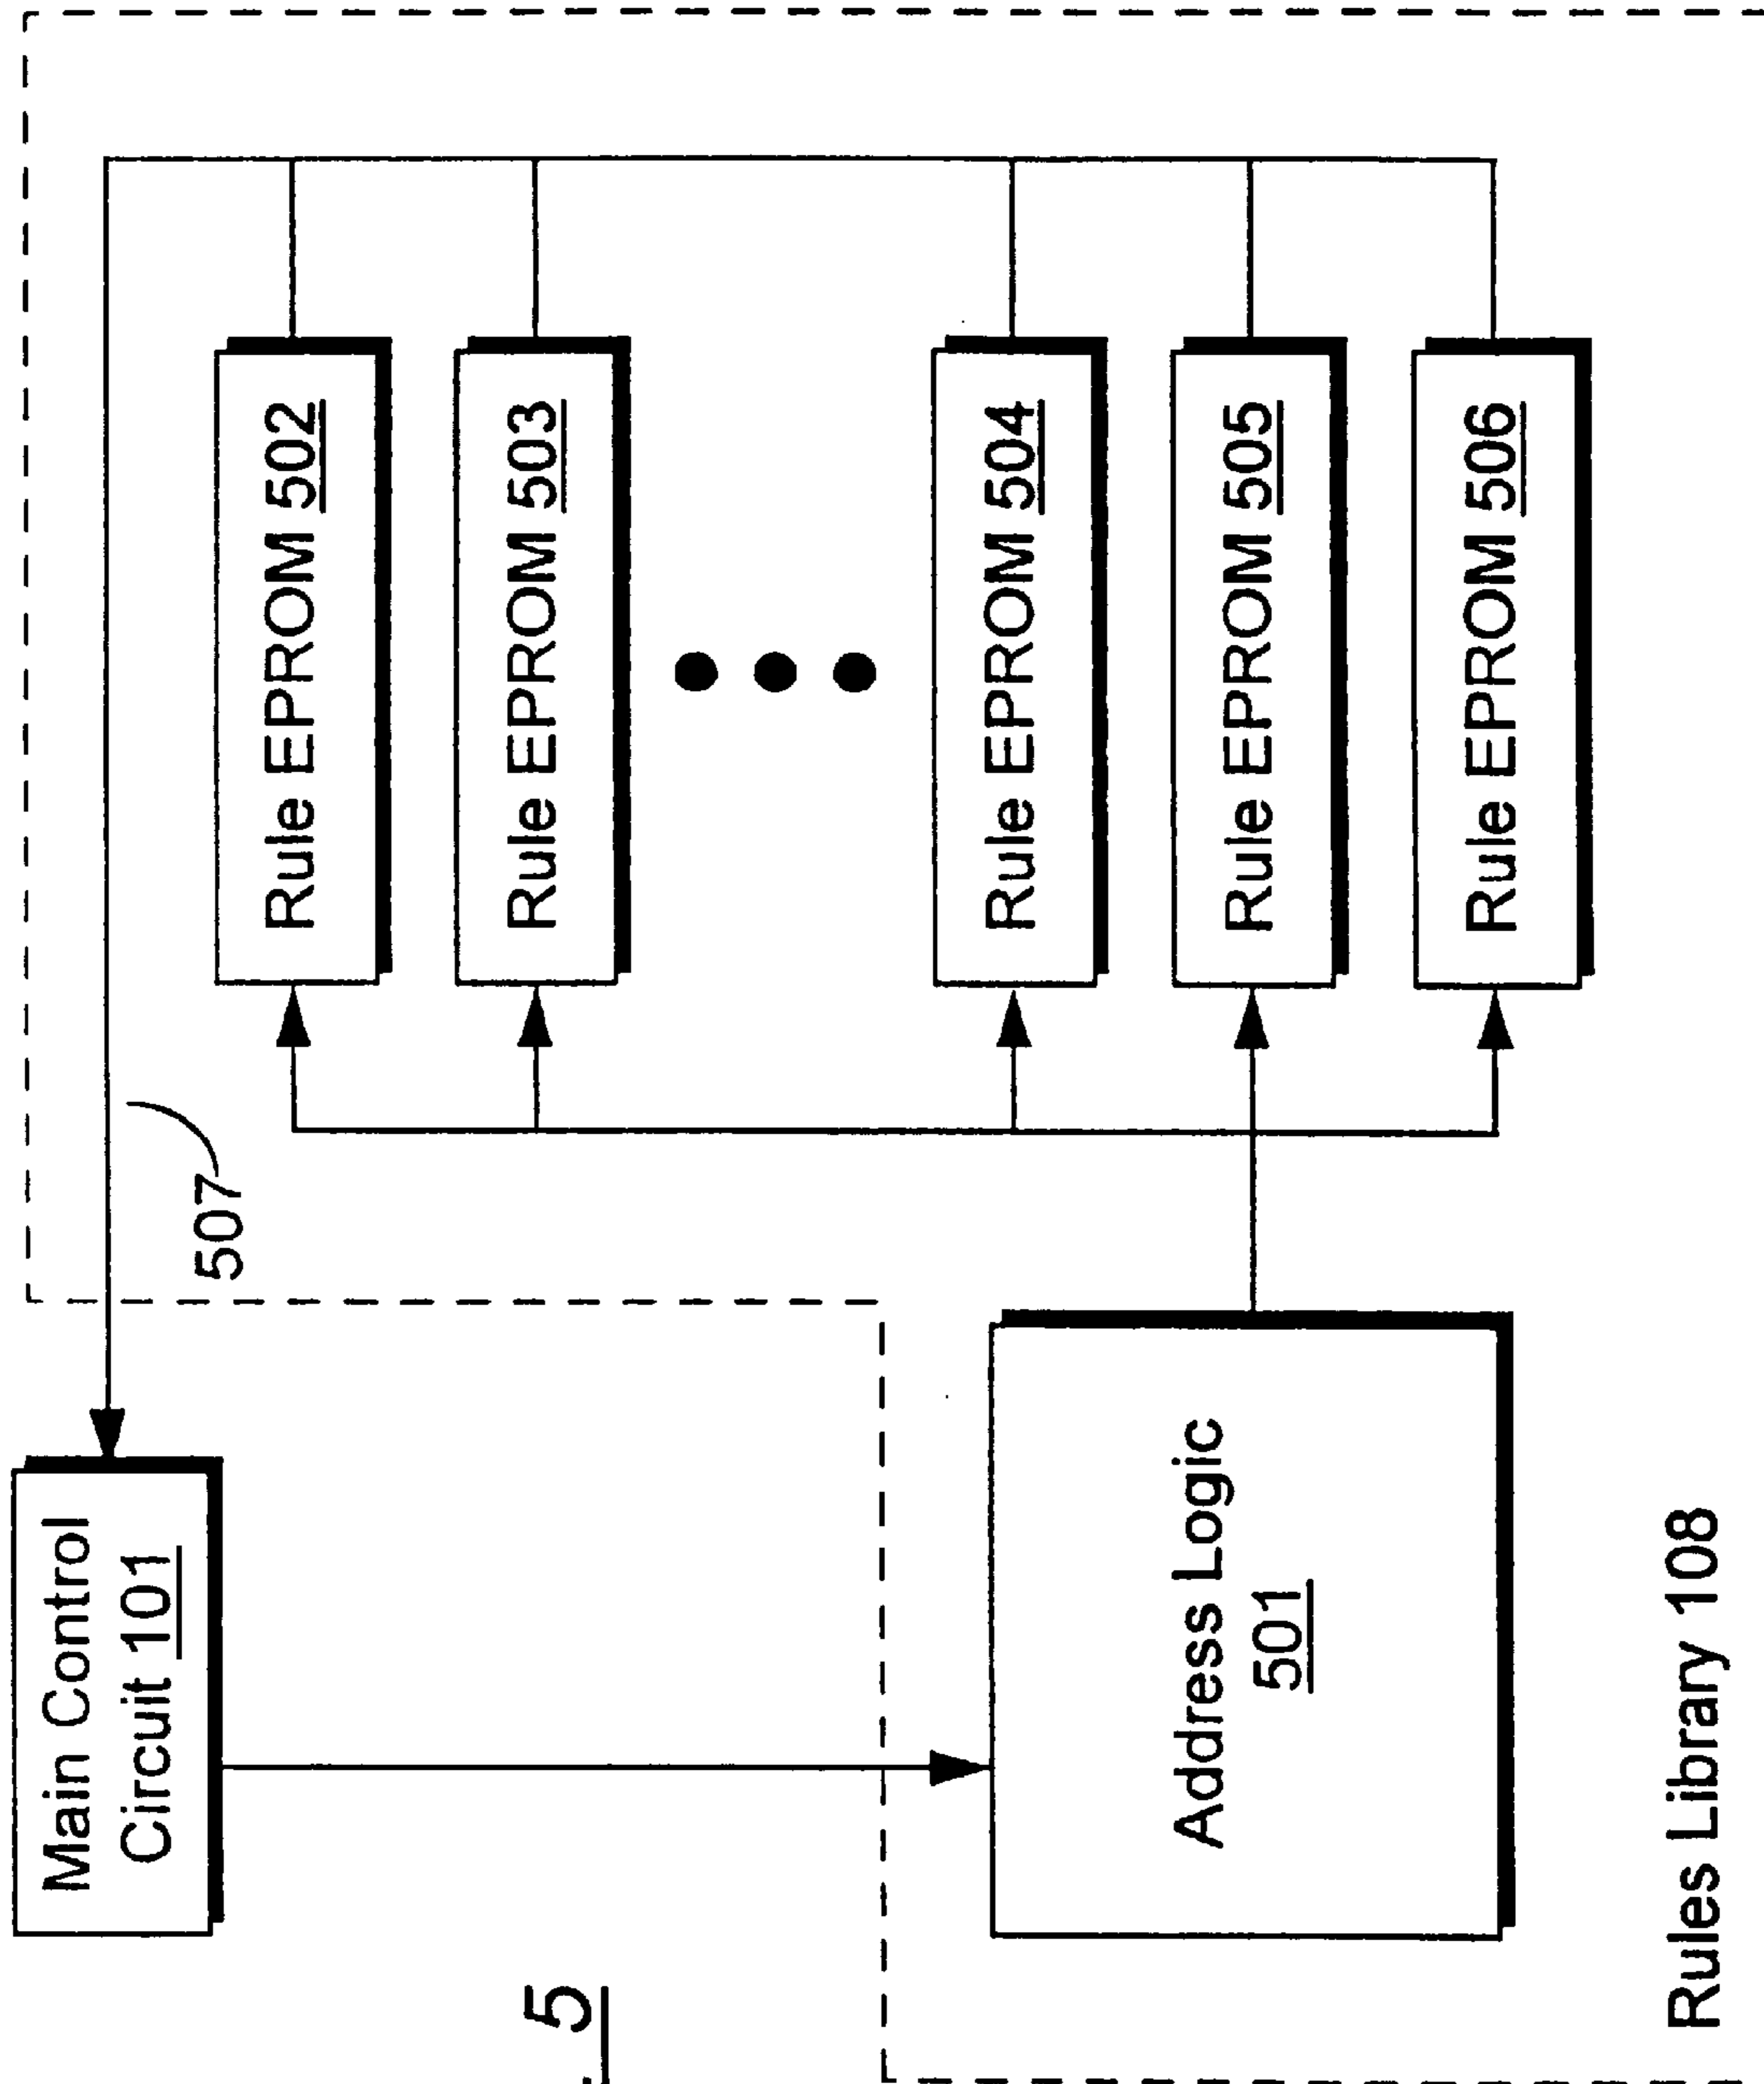 Main Control
Circuit 101
507
Rule EPROM 502
Rule EPROM 503
Rule EPROM 504
Rule EPROM 505
Rule EPROM 506
Address Logic
501
Rules Library 108
5